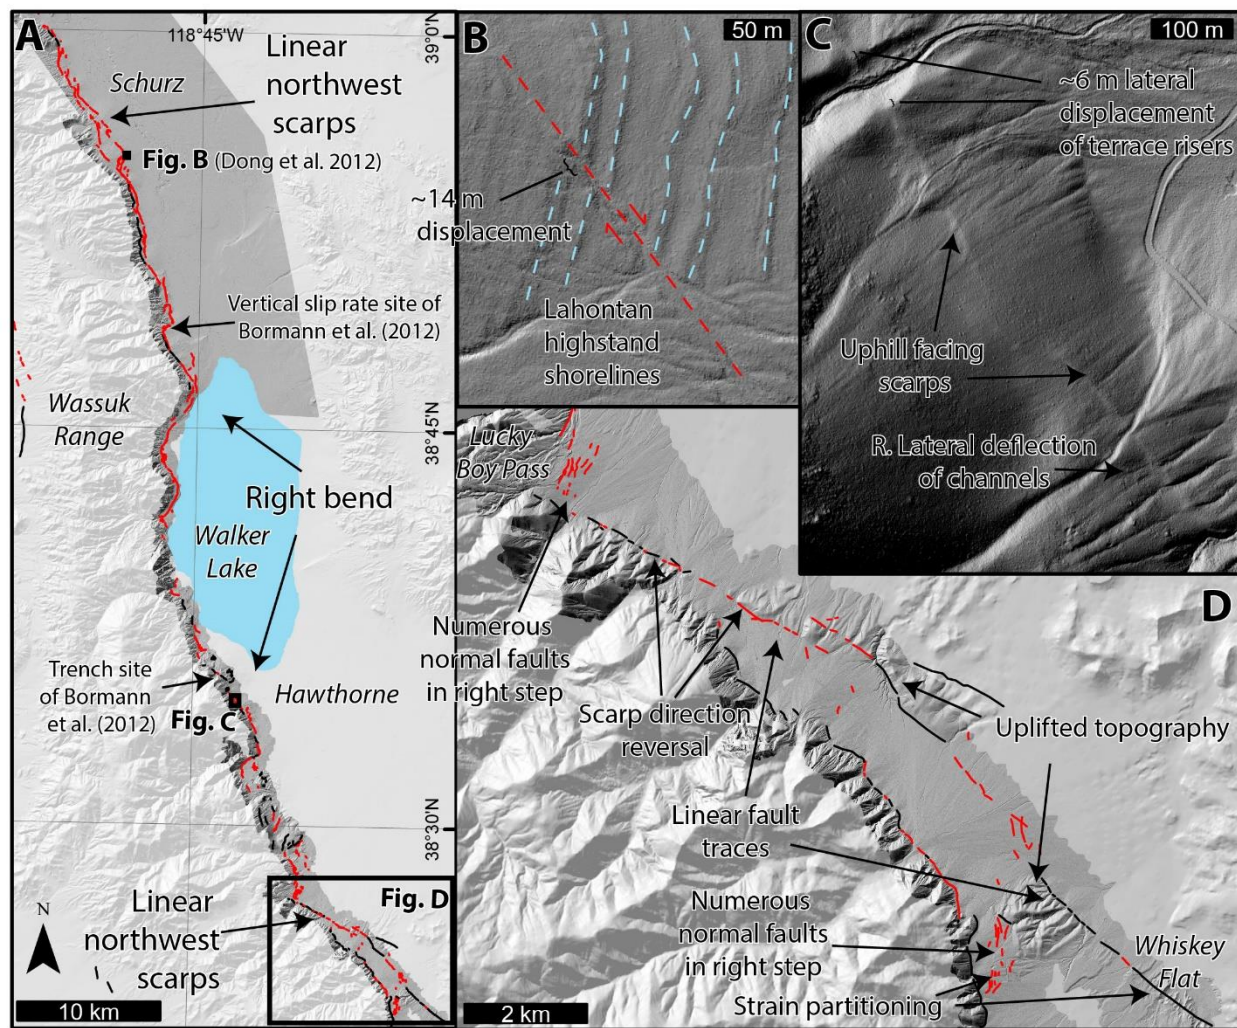 A
118°45'W
39°0'N
Schurz
Linear
northwest
scarps
Fig. B (Dong et al. 2012)
Vertical slip rate site of
Bormann et al. (2012)
Wassuk
Range
38°45'N
Right bend
Walker
Lake
Trench site
of Bormann
et al. (2012)
Fig. C
Hawthorne
38°30'N
Linear
northwest
scarps
Fig. D
N
10 km
B
50 m
~14 m
displacement
Lahontan
highstand
shorelines
C
100 m
~6 m lateral
displacement
of terrace risers
Uphill facing
scarps
R. Lateral deflection
of channels
D
Lucky
Boy Pass
Numerous
normal faults
in right step
Scarp direction
reversal
Uplifted topography
Linear fault
traces
Numerous
normal faults
in right step
Whiskey
Flat
Strain partitioning
2 km